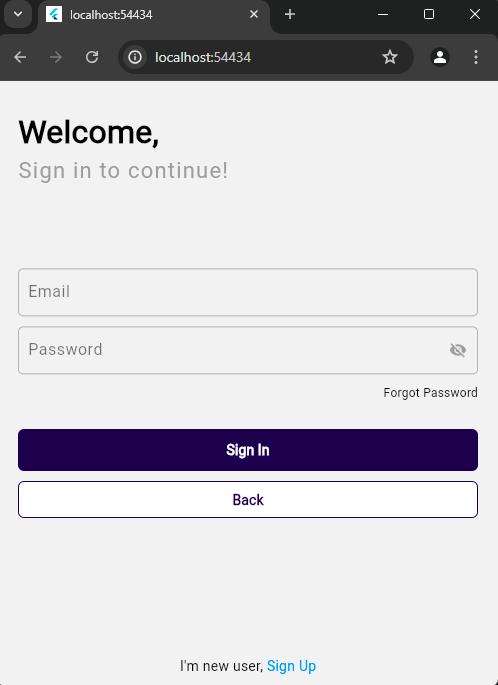 localhost:54434
localhost:54434
Welcome,
Sign in to continue!
Email
Password
Forgot Password
Sign In
Back
I'm new user, Sign Up